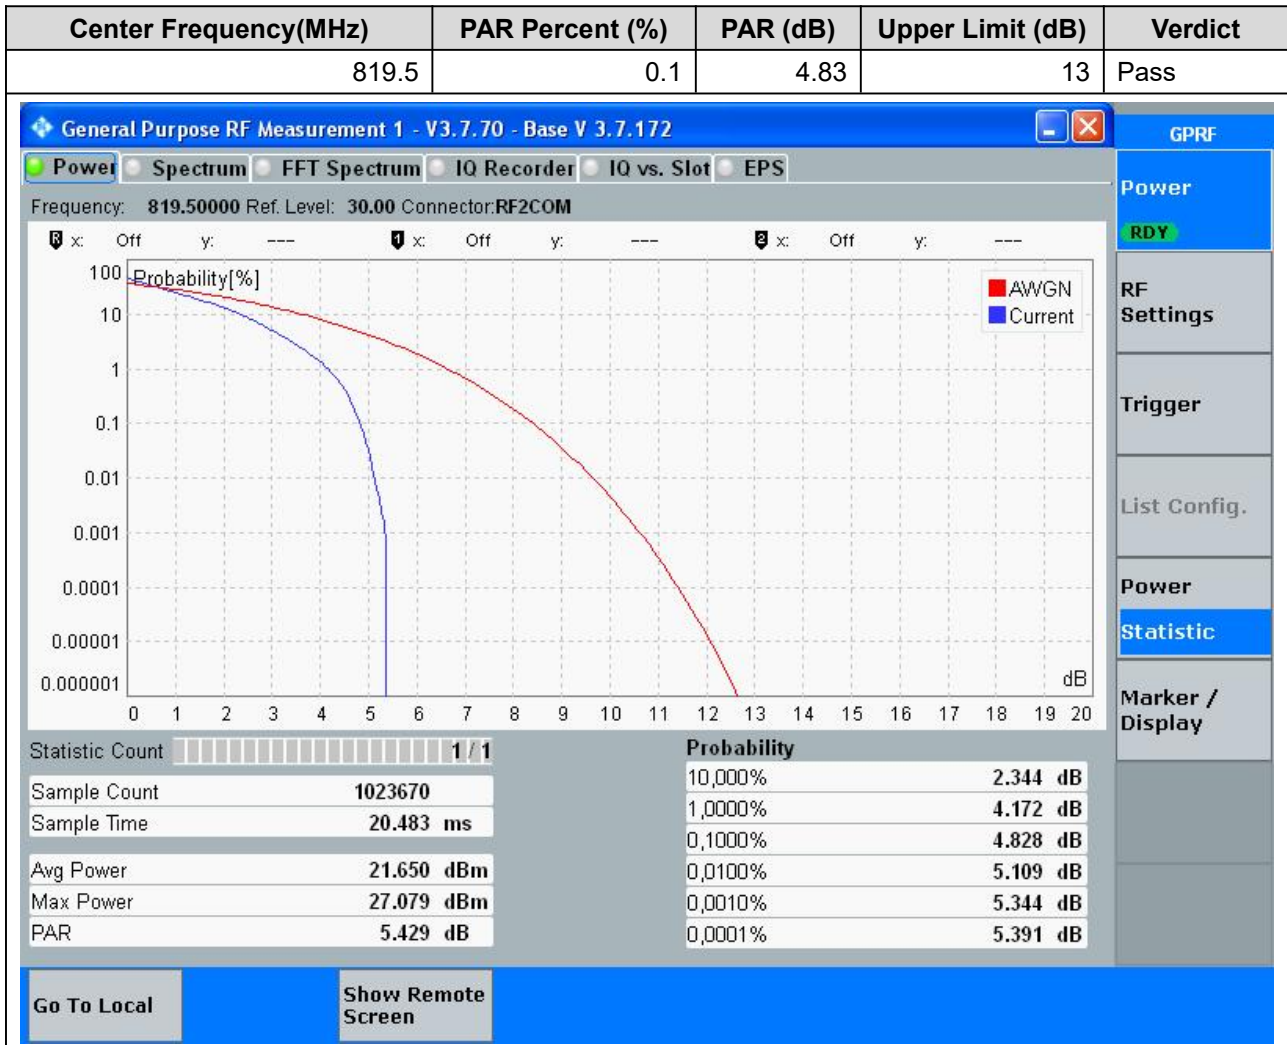 Center Frequency(MHz) PAR Percent (%) PAR (dB) Upper Limit (dB) Verdict
819.5 0.1 4.83 13 Pass
General Purpose RF Measurement 1 - V3.7.70 - Base V 3.7.172
GPRF
Power Spectrum FFT Spectrum IQ Recorder IQ vs. Slot EPS
Frequency: 819.50000 Ref. Level: 30.00 Connector:RF2COM
R x: Off y: --- 1 x: Off y: --- 2 x: Off y: ---
Probability[%]
AWGN
Current
100
10
1
0.1
0.01
0.001
0.0001
0.00001
0.000001
dB
0 1 2 3 4 5 6 7 8 9 10 11 12 13 14 15 16 17 18 19 20
Statistic Count 1 / 1
Sample Count 1023670
Sample Time 20.483 ms
Avg Power 21.650 dBm
Max Power 27.079 dBm
PAR 5.429 dB
Probability
10,000% 2.344 dB
1,0000% 4.172 dB
0,1000% 4.828 dB
0,0100% 5.109 dB
0,0010% 5.344 dB
0,0001% 5.391 dB
Power
RDY
RF
Settings
Trigger
List Config.
Power
Statistic
Marker /
Display
Go To Local
Show Remote
Screen